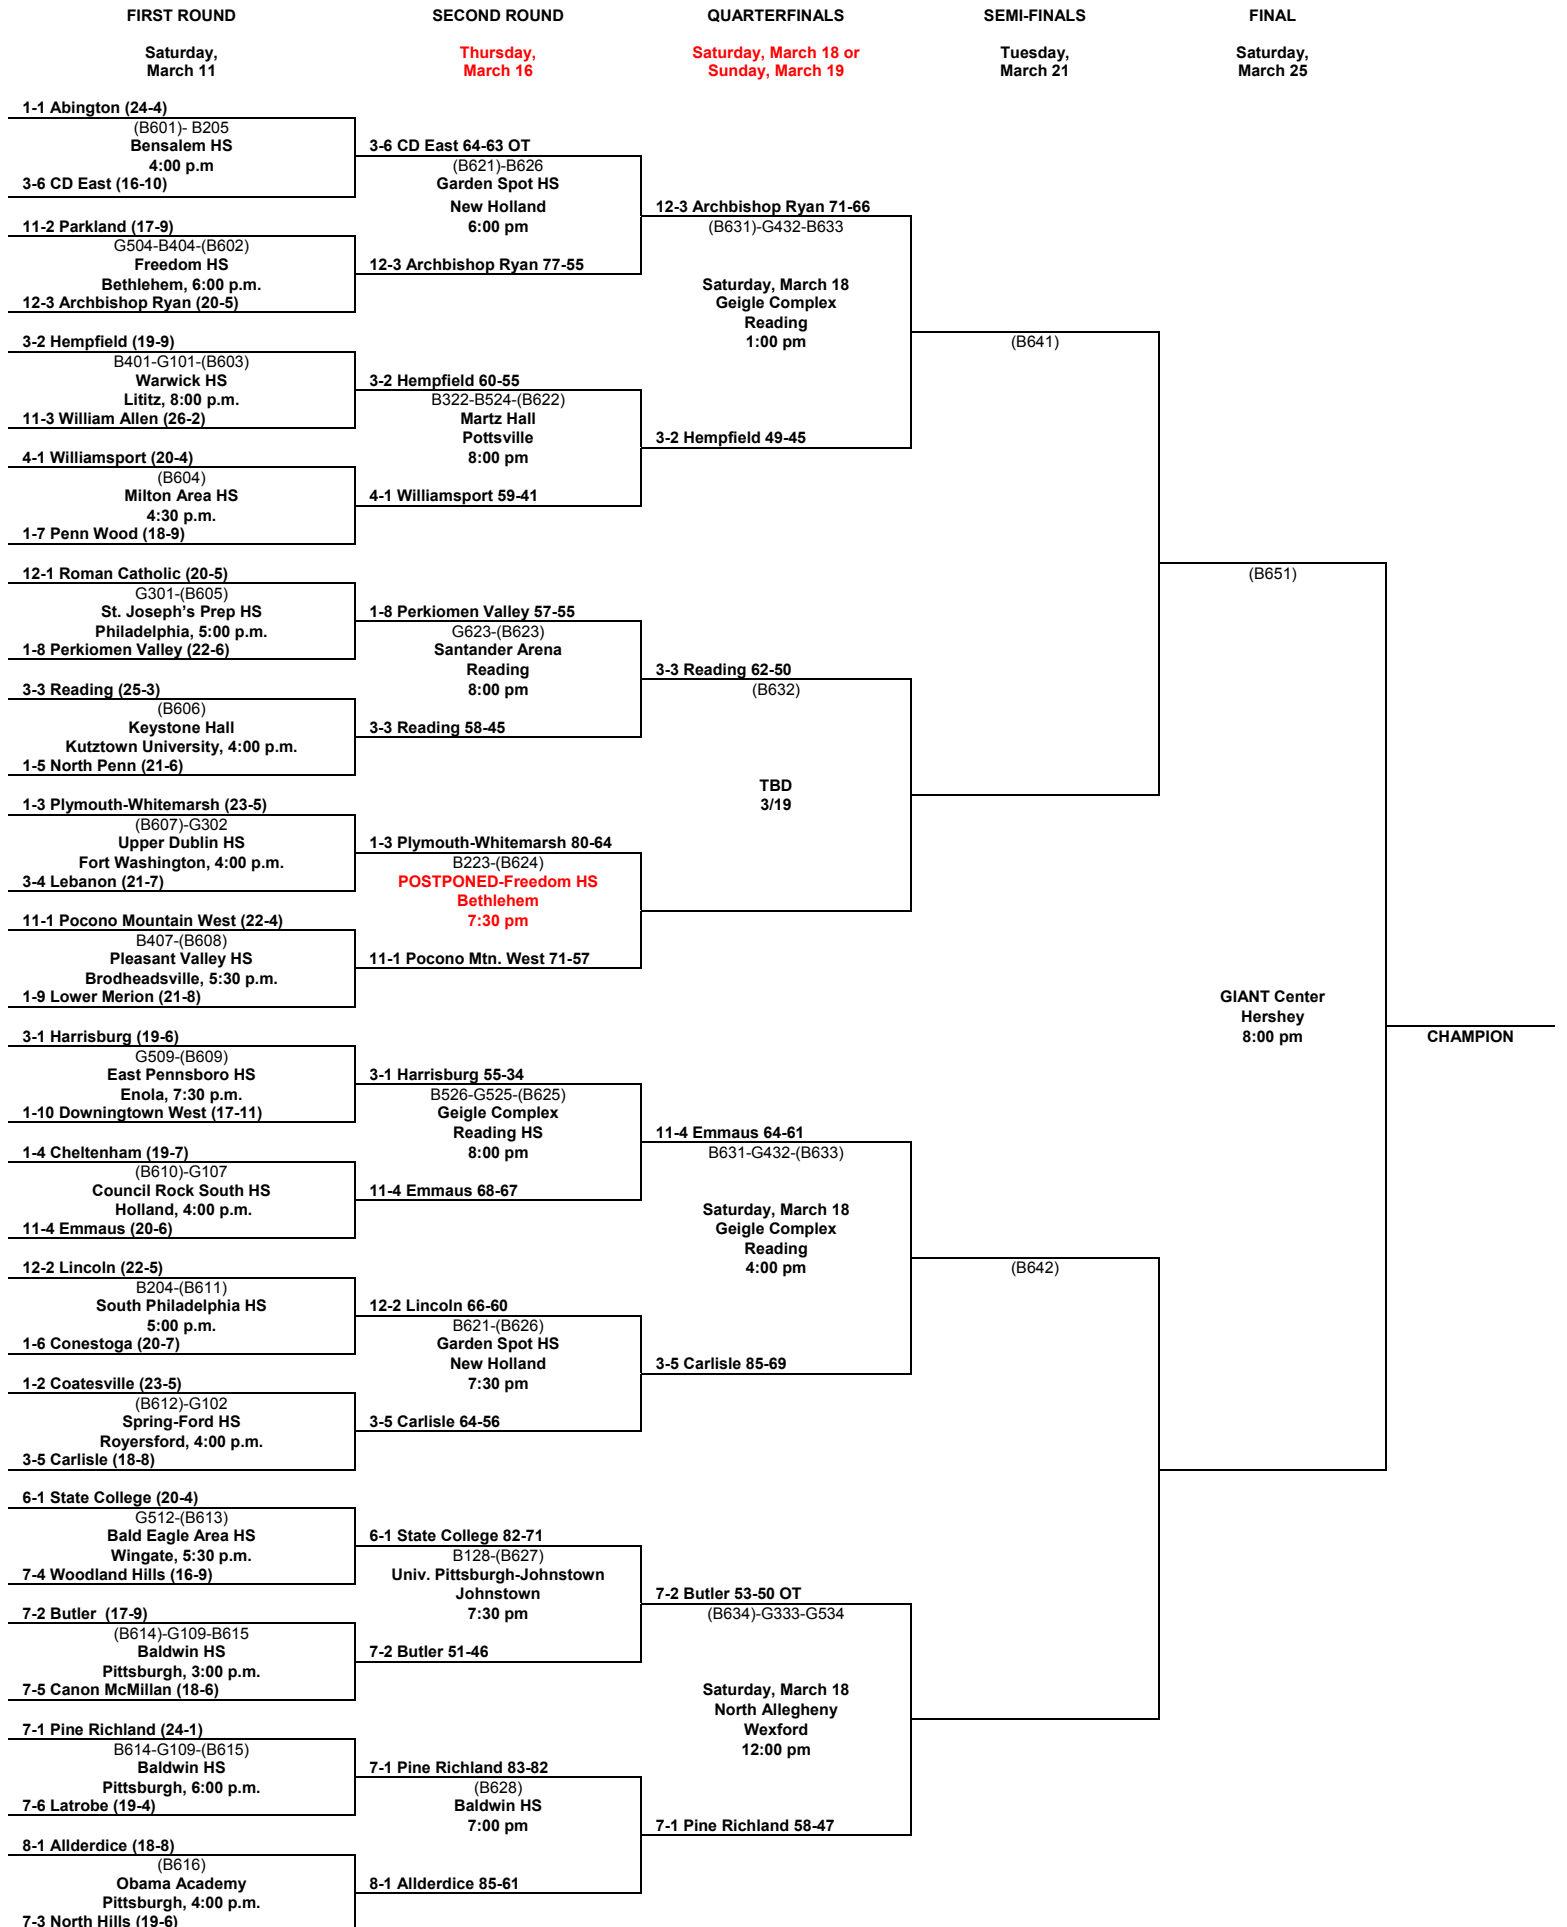 FIRST ROUND
Saturday,
March 11
1-1 Abington (24-4)
(B601)- B205
Bensalem HS
4:00 p.m
3-6 CD East (16-10)
11-2 Parkland (17-9)
G504-B404-(B602)
Freedom HS
Bethlehem, 6:00 p.m.
12-3 Archbishop Ryan (20-5)
3-2 Hempfield (19-9)
B401-G101-(B603)
Warwick HS
Lititz, 8:00 p.m.
11-3 William Allen (26-2)
4-1 Williamsport (20-4)
(B604)
Milton Area HS
4:30 p.m.
1-7 Penn Wood (18-9)
12-1 Roman Catholic (20-5)
G301-(B605)
St. Joseph’s Prep HS
Philadelphia, 5:00 p.m.
1-8 Perkiomen Valley (22-6)
3-3 Reading (25-3)
(B606)
Keystone Hall
Kutztown University, 4:00 p.m.
1-5 North Penn (21-6)
1-3 Plymouth-Whitemarsh (23-5)
(B607)-G302
Upper Dublin HS
Fort Washington, 4:00 p.m.
3-4 Lebanon (21-7)
11-1 Pocono Mountain West (22-4)
B407-(B608)
Pleasant Valley HS
Brodheadsville, 5:30 p.m.
1-9 Lower Merion (21-8)
3-1 Harrisburg (19-6)
G509-(B609)
East Pennsboro HS
Enola, 7:30 p.m.
1-10 Downingtown West (17-11)
1-4 Cheltenham (19-7)
(B610)-G107
Council Rock South HS
Holland, 4:00 p.m.
11-4 Emmaus (20-6)
12-2 Lincoln (22-5)
B204-(B611)
South Philadelphia HS
5:00 p.m.
1-6 Conestoga (20-7)
1-2 Coatesville (23-5)
(B612)-G102
Spring-Ford HS
Royersford, 4:00 p.m.
3-5 Carlisle (18-8)
6-1 State College (20-4)
G512-(B613)
Bald Eagle Area HS
Wingate, 5:30 p.m.
7-4 Woodland Hills (16-9)
7-2 Butler (17-9)
(B614)-G109-B615
Baldwin HS
Pittsburgh, 3:00 p.m.
7-5 Canon McMillan (18-6)
7-1 Pine Richland (24-1)
B614-G109-(B615)
Baldwin HS
Pittsburgh, 6:00 p.m.
7-6 Latrobe (19-4)
8-1 Allderdice (18-8)
(B616)
Obama Academy
Pittsburgh, 4:00 p.m.
7-3 North Hills (19-6)
SECOND ROUND
Thursday,
March 16
3-6 CD East 64-63 OT
(B621)-B626
Garden Spot HS
New Holland
6:00 pm
12-3 Archbishop Ryan 77-55
3-2 Hempfield 60-55
B322-B524-(B622)
Martz Hall
Pottsville
8:00 pm
4-1 Williamsport 59-41
1-8 Perkiomen Valley 57-55
G623-(B623)
Santander Arena
Reading
8:00 pm
3-3 Reading 58-45
1-3 Plymouth-Whitemarsh 80-64
B223-(B624)
POSTPONED-Freedom HS
Bethlehem
7:30 pm
11-1 Pocono Mtn. West 71-57
3-1 Harrisburg 55-34
B526-G525-(B625)
Geigle Complex
Reading HS
8:00 pm
11-4 Emmaus 68-67
12-2 Lincoln 66-60
B621-(B626)
Garden Spot HS
New Holland
7:30 pm
3-5 Carlisle 64-56
6-1 State College 82-71
B128-(B627)
Univ. Pittsburgh-Johnstown
Johnstown
7:30 pm
7-2 Butler 51-46
7-1 Pine Richland 83-82
(B628)
Baldwin HS
7:00 pm
8-1 Allderdice 85-61
QUARTERFINALS
Saturday, March 18 or
Sunday, March 19
12-3 Archbishop Ryan 71-66
(B631)-G432-B633
Saturday, March 18
Geigle Complex
Reading
1:00 pm
3-2 Hempfield 49-45
3-3 Reading 62-50
(B632)
TBD
3/19
11-4 Emmaus 64-61
B631-G432-(B633)
Saturday, March 18
Geigle Complex
Reading
4:00 pm
3-5 Carlisle 85-69
7-2 Butler 53-50 OT
(B634)-G333-G534
Saturday, March 18
North Allegheny
Wexford
12:00 pm
7-1 Pine Richland 58-47
SEMI-FINALS
Tuesday,
March 21
(B641)
(B642)
FINAL
Saturday,
March 25
(B651)
GIANT Center
Hershey
8:00 pm
CHAMPION